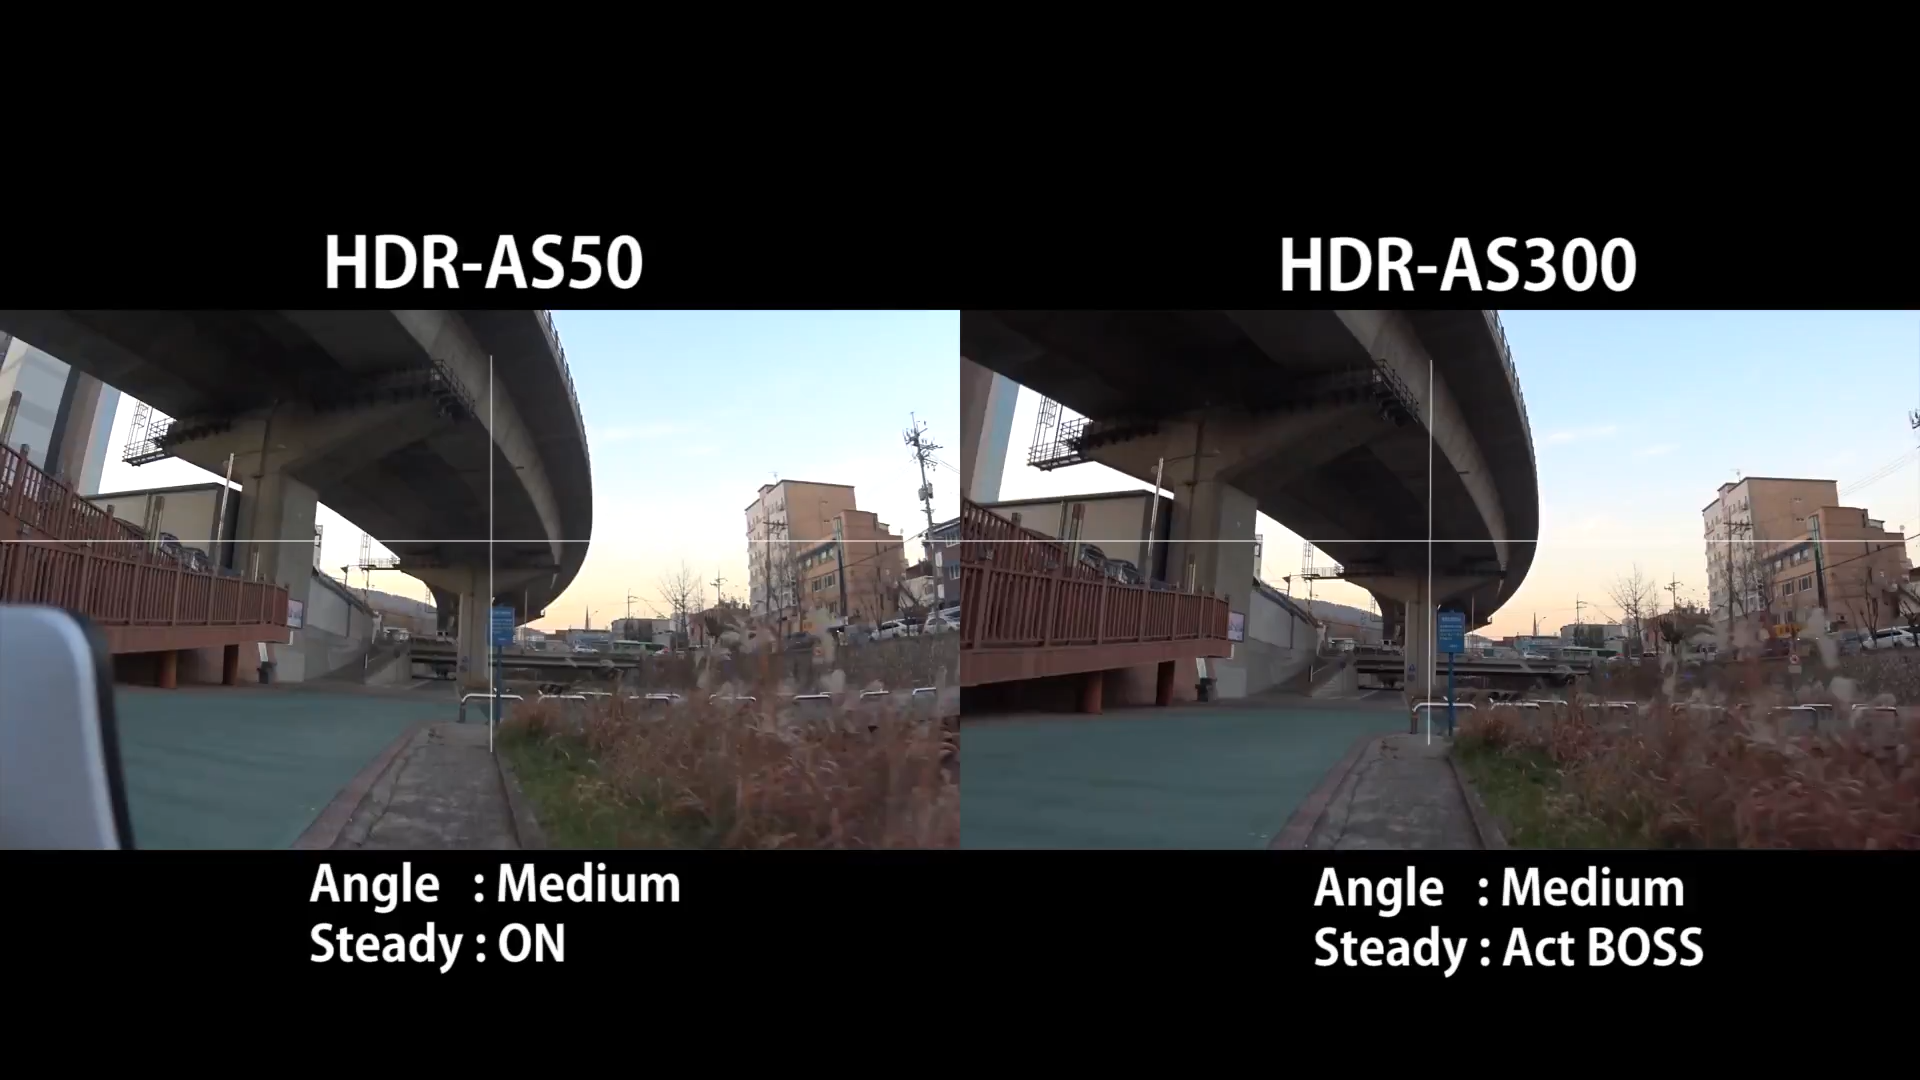 HDR-AS50
HDR-AS300
Angle : Medium
Steady : ON
Angle : Medium
Steady : Act BOSS